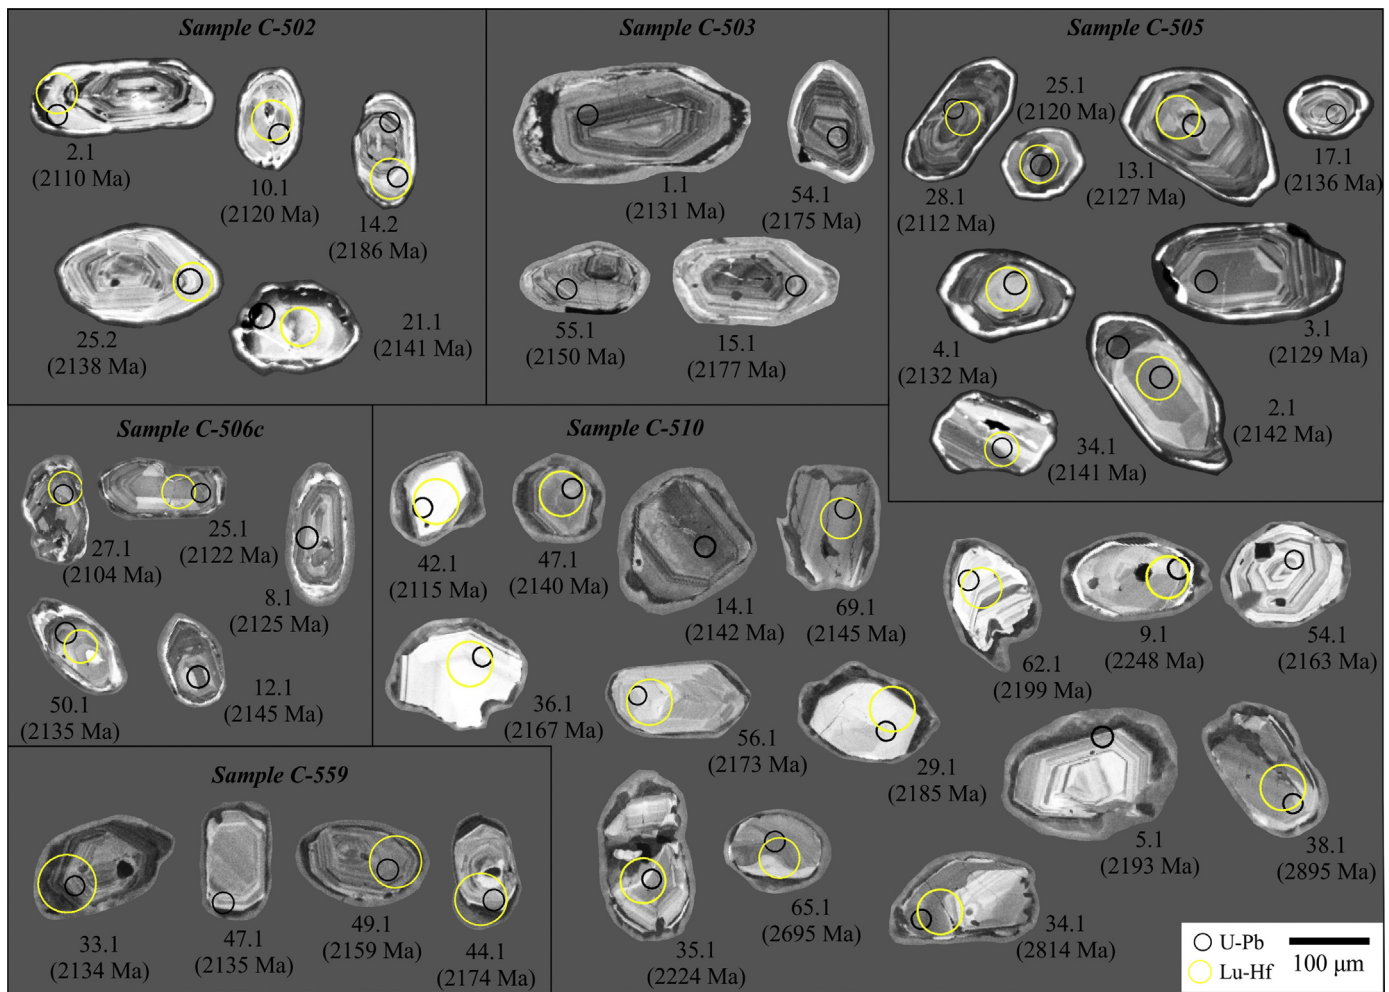 Sample C-502
2.1
(2110 Ma)
10.1
(2120 Ma)
14.2
(2186 Ma)
25.2
(2138 Ma)
21.1
(2141 Ma)
Sample C-503
1.1
(2131 Ma)
54.1
(2175 Ma)
55.1
(2150 Ma)
15.1
(2177 Ma)
Sample C-505
25.1
(2120 Ma)
28.1
(2112 Ma)
13.1
(2127 Ma)
17.1
(2136 Ma)
4.1
(2132 Ma)
3.1
(2129 Ma)
2.1
(2142 Ma)
34.1
(2141 Ma)
Sample C-506c
27.1
(2104 Ma)
25.1
(2122 Ma)
8.1
(2125 Ma)
50.1
(2135 Ma)
12.1
(2145 Ma)
Sample C-510
42.1
(2115 Ma)
47.1
(2140 Ma)
14.1
(2142 Ma)
69.1
(2145 Ma)
62.1
(2199 Ma)
9.1
(2248 Ma)
54.1
(2163 Ma)
36.1
(2167 Ma)
56.1
(2173 Ma)
29.1
(2185 Ma)
5.1
(2193 Ma)
38.1
(2895 Ma)
35.1
(2224 Ma)
65.1
(2695 Ma)
34.1
(2814 Ma)
Sample C-559
33.1
(2134 Ma)
47.1
(2135 Ma)
49.1
(2159 Ma)
44.1
(2174 Ma)
U-Pb
Lu-Hf
100 µm